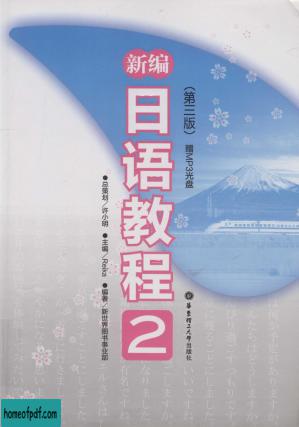 新编
日语教程
2
（第三版）
赠MP3光盘
●总策划/许小明 ●主编/Reika ●编著/新世界图书事业部
华东理工大学出版社
homeofpdf.com